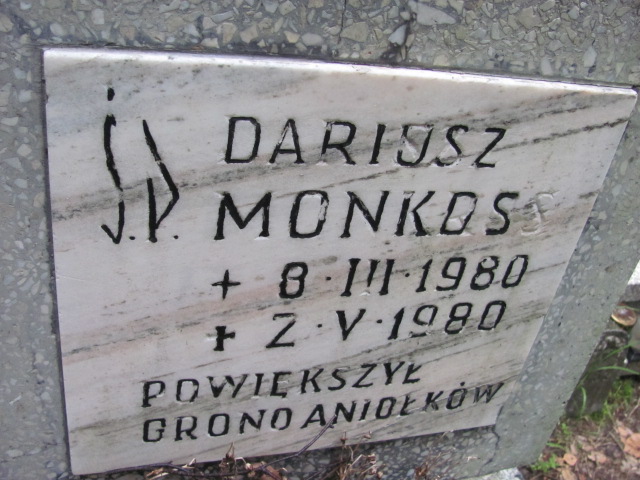 Ś.P.
DARIUSZ
MONKOS
+ 8·III·1980
+ 2·V·1980
POWIĘKSZYŁ
GRONO ANIOŁKÓW